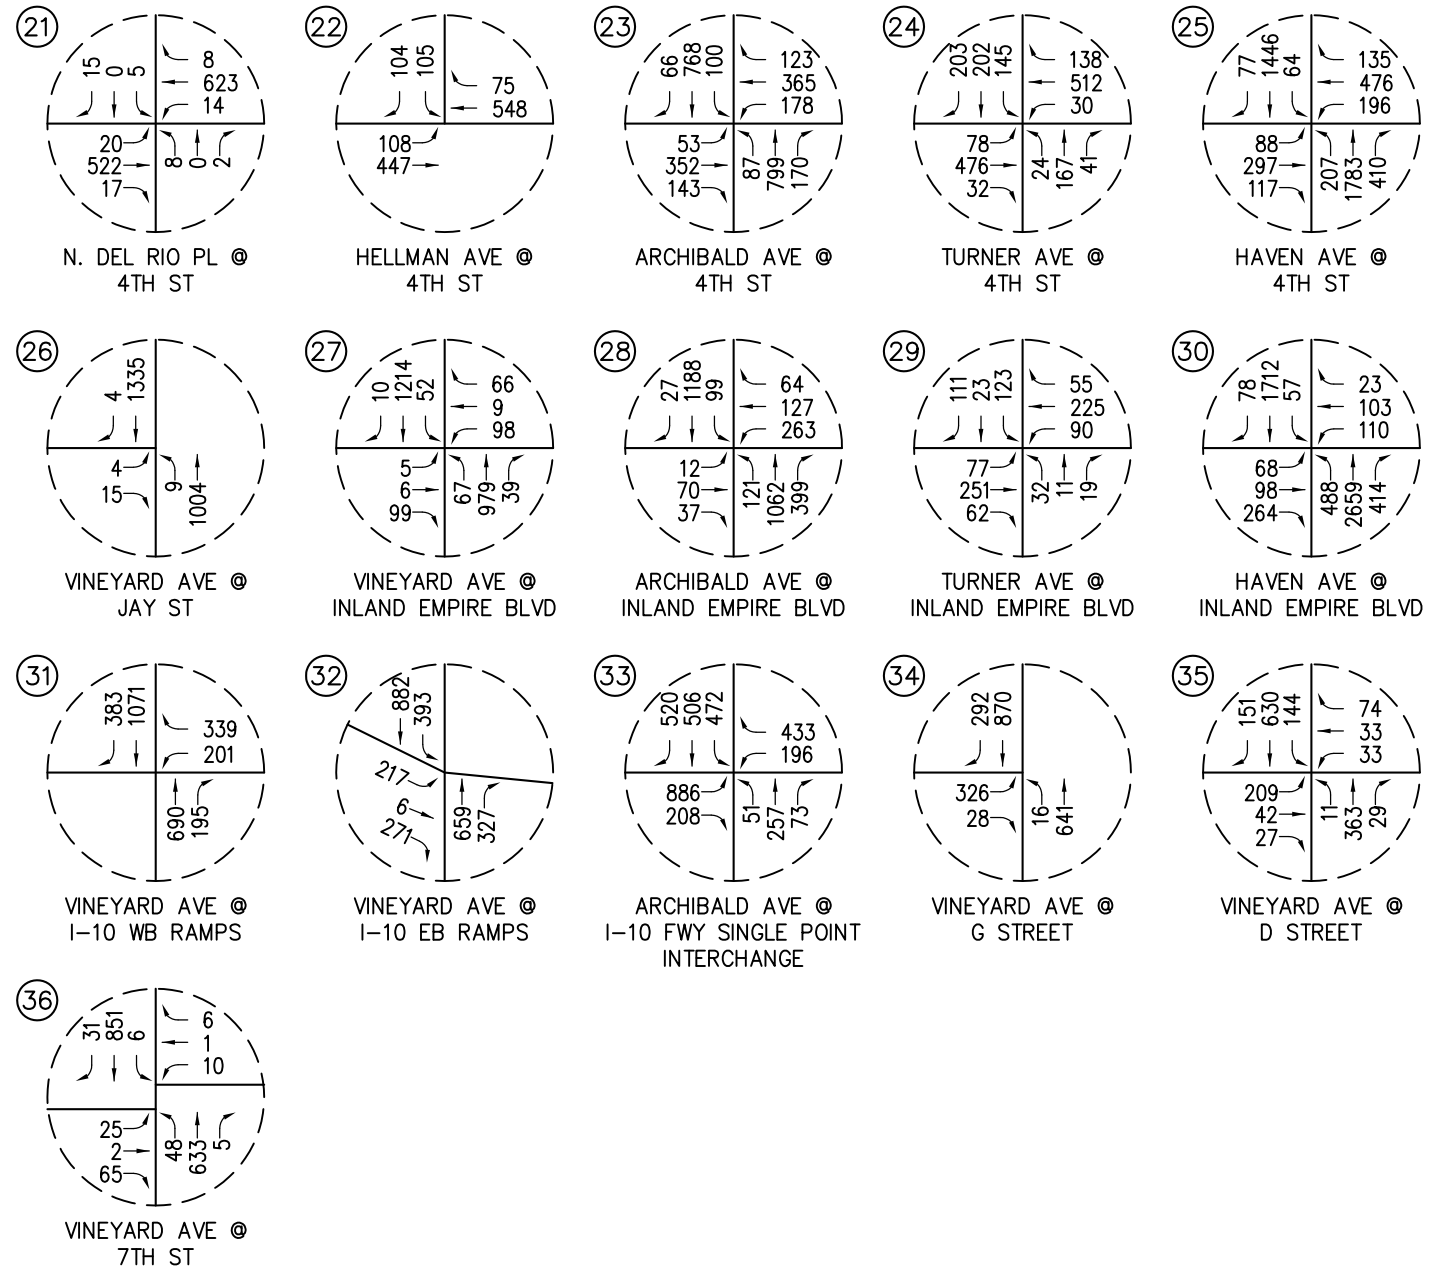 21
15 0 5
8
623
14
20
522
17
8 0 2
N. DEL RIO PL @
4TH ST
22
104 105
75
548
108
447
HELLMAN AVE @
4TH ST
23
66 768 100
123
365
178
53
352
143
87 799 170
ARCHIBALD AVE @
4TH ST
24
203 202 145
138
512
30
78
476
32
24 167 41
TURNER AVE @
4TH ST
25
77 1446 64
135
476
196
88
297
117
207 1783 410
HAVEN AVE @
4TH ST
26
4 1335
4
15
9 1004
VINEYARD AVE @
JAY ST
27
10 1214 52
66
9
98
5
6
99
67 979 39
VINEYARD AVE @
INLAND EMPIRE BLVD
28
27 1188 99
64
127
263
12
70
37
121 1062 399
ARCHIBALD AVE @
INLAND EMPIRE BLVD
29
111 23 123
55
225
90
77
251
62
32 11 19
TURNER AVE @
INLAND EMPIRE BLVD
30
78 1712 57
23
103
110
68
98
264
488 2659 414
HAVEN AVE @
INLAND EMPIRE BLVD
31
383 1071
339
201
690 195
VINEYARD AVE @
I-10 WB RAMPS
32
882 393
217
6
271
659 327
VINEYARD AVE @
I-10 EB RAMPS
33
520 506 472
433
196
886
208
51 257 73
ARCHIBALD AVE @
I-10 FWY SINGLE POINT
INTERCHANGE
34
292 870
326
28
16 641
VINEYARD AVE @
G STREET
35
151 630 144
74
33
33
209
42
27
11 363 29
VINEYARD AVE @
D STREET
36
31 851 6
6
1
10
25
2
65
48 633 5
VINEYARD AVE @
7TH ST